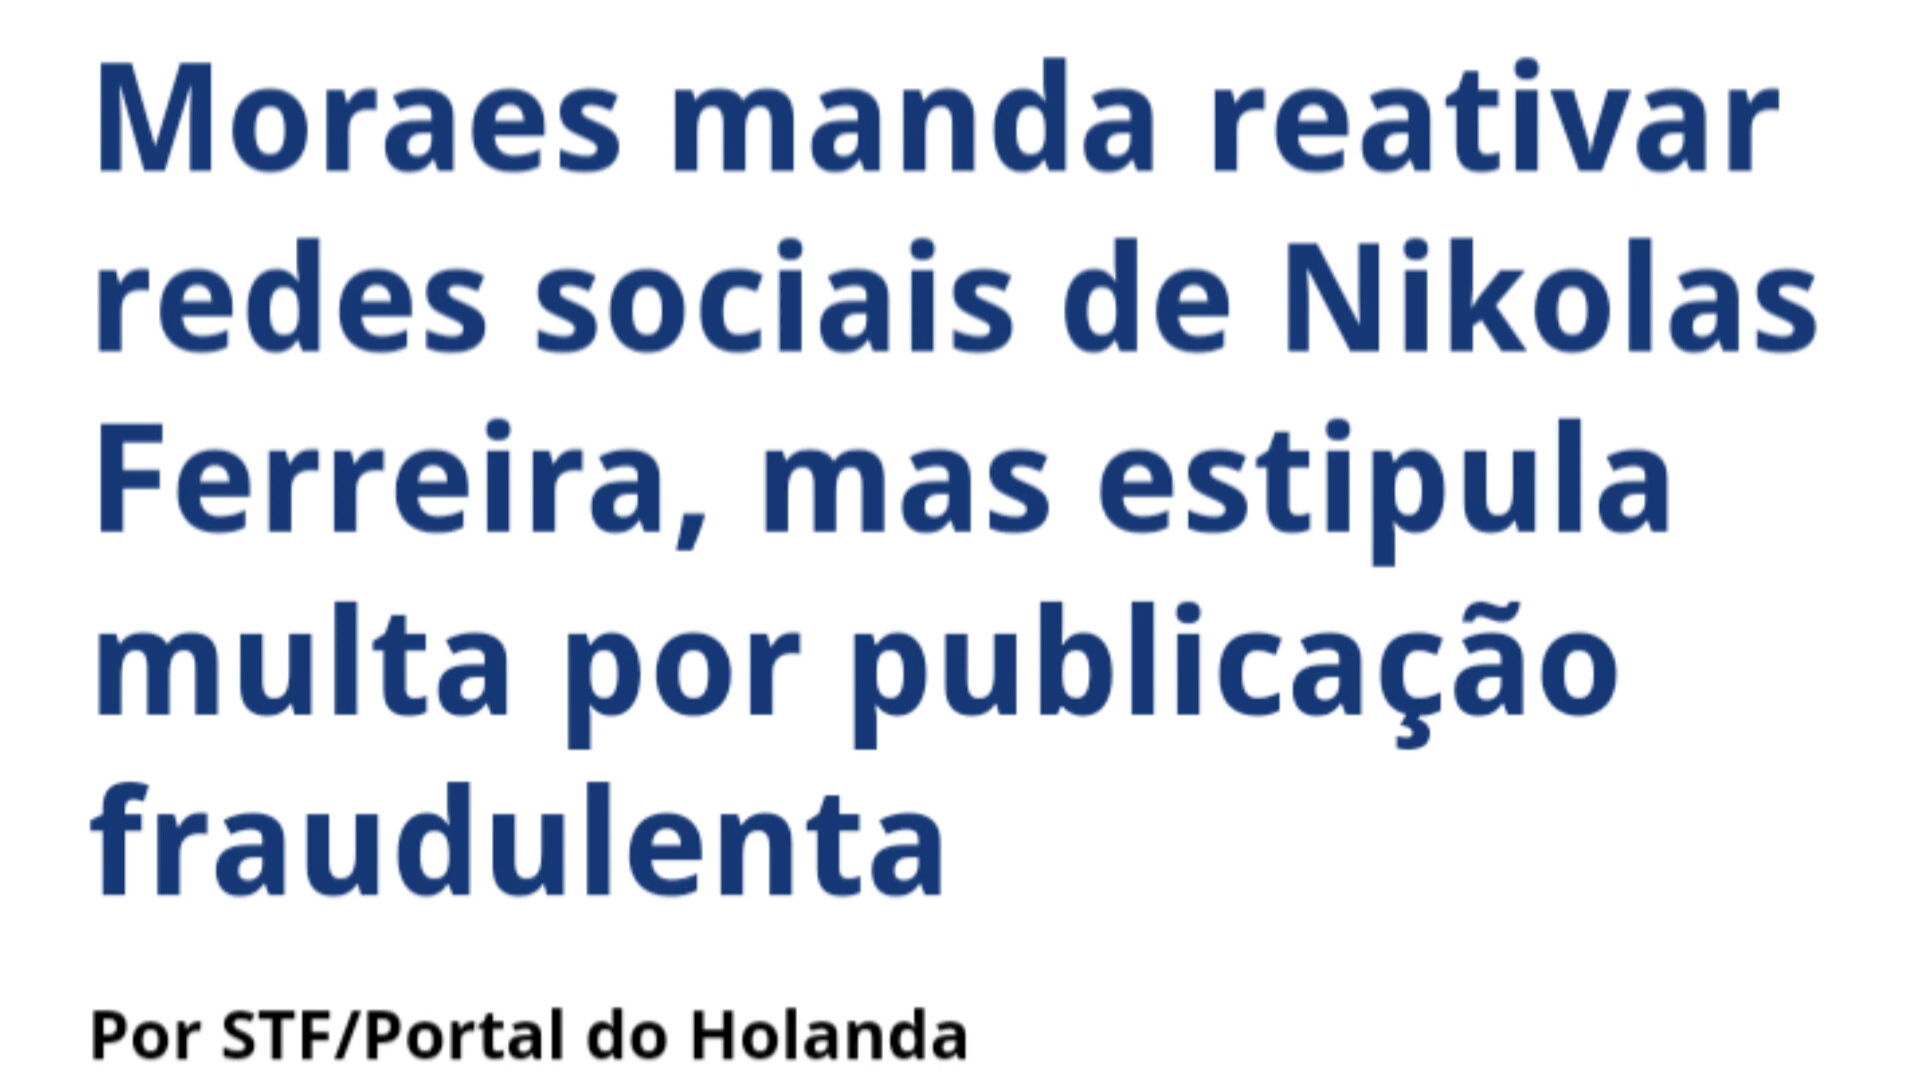 Moraes manda reativar
redes sociais de Nikolas
Ferreira, mas estipula
multa por publicação
fraudulenta
Por STF/Portal do Holanda